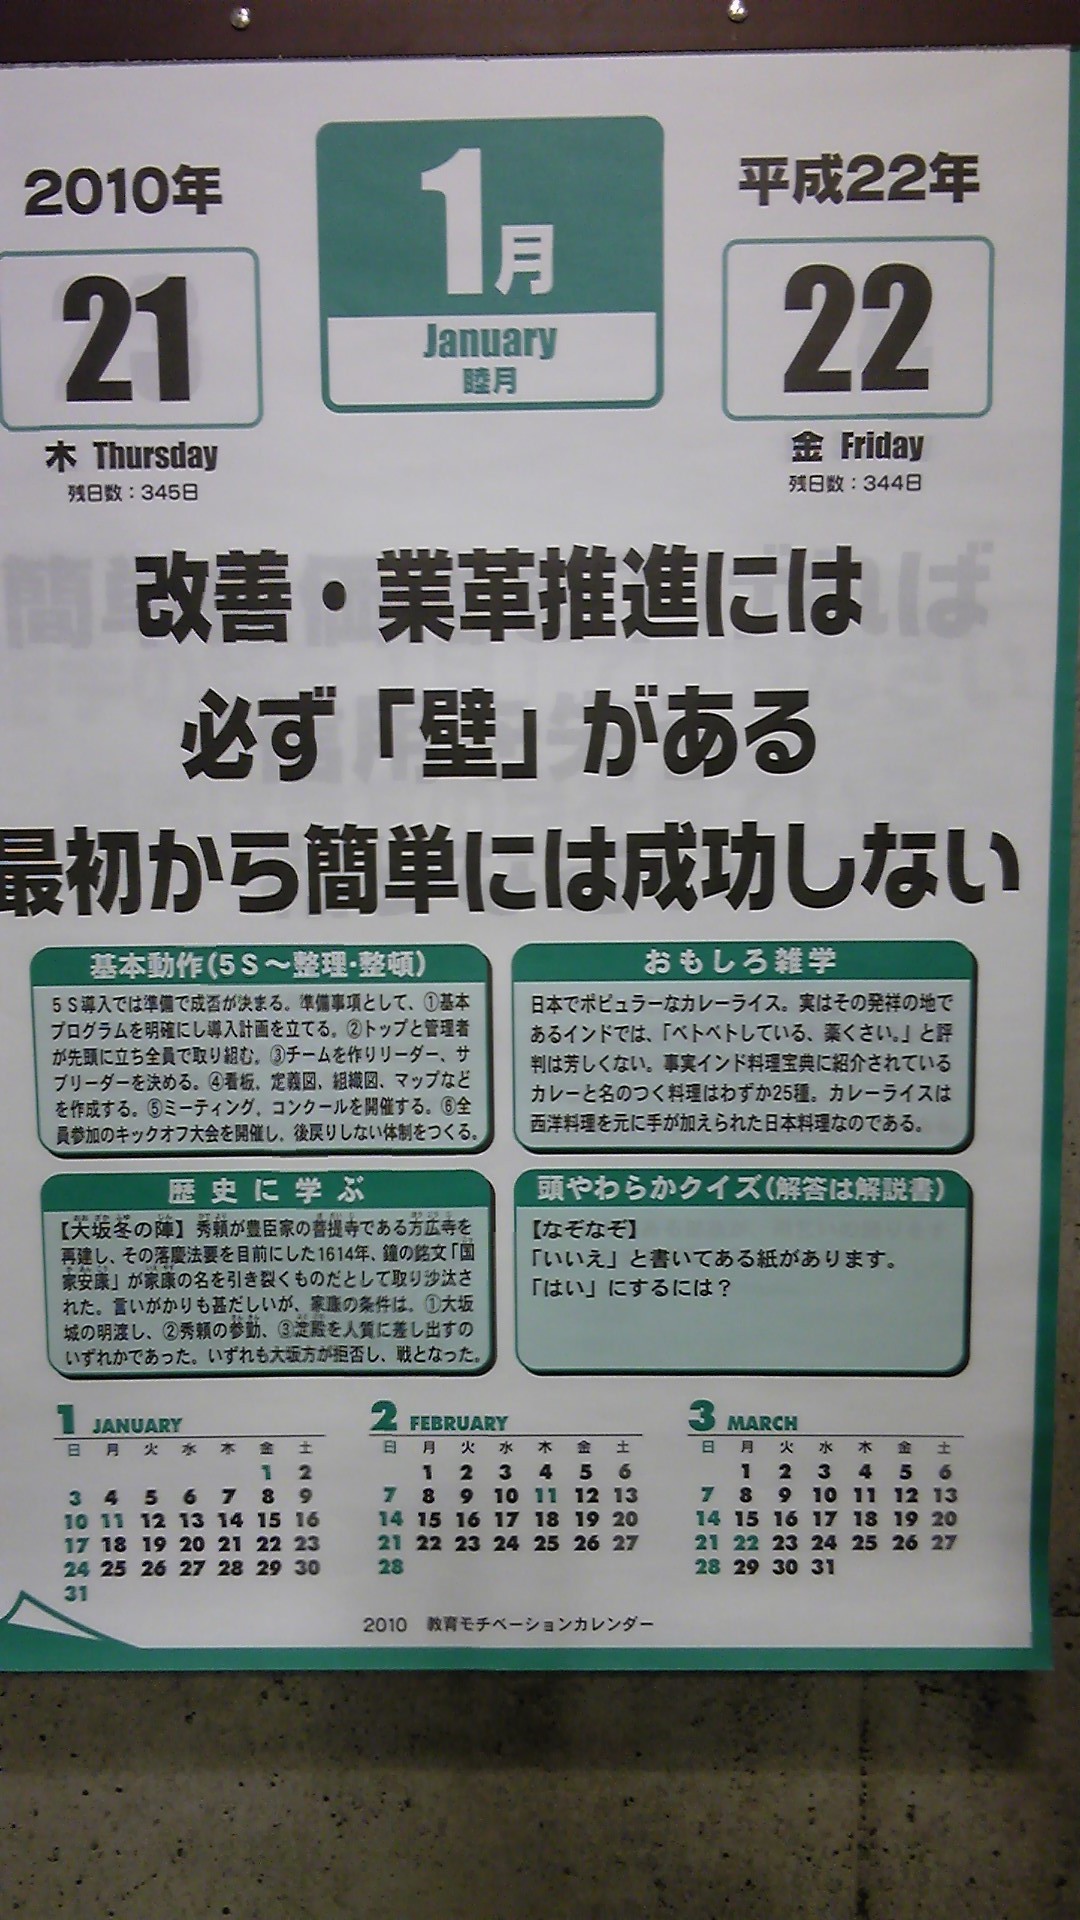 2010年
1月
平成22年
21
January
睦月
22
木 Thursday
残日数：345日
金 Friday
残日数：344日
改善・業革推進には
必ず「壁」がある
最初から簡単には成功しない
基本動作(5S〜整理・整頓)
5S導入では準備で成否が決まる。準備事項として、①基本
プログラムを明確にし導入計画を立てる。②トップと管理者
が先頭に立ち全員で取り組む。③チームを作りリーダー、サ
ブリーダーを決める。④看板、定義図、組織図、マップなど
を作成する。⑤ミーティング、コンクールを開催する。⑥全
員参加のキックオフ大会を開催し、後戻りしない体制をつくる。
おもしろ雑学
日本でポピュラーなカレーライス。実はその発祥の地で
あるインドでは、「ベトベトしている、薬くさい。」と評
判は芳しくない。事実インド料理宝典に紹介されている
カレーと名のつく料理はわずか25種。カレーライスは
西洋料理を元に手が加えられた日本料理なのである。
歴史に学ぶ
【大坂冬の陣】秀頼が豊臣家の菩提寺である方広寺を
再建し、その落慶法要を目前にした1614年、鐘の銘文「国
家安康」が家康の名を引き裂くものだとして取り沙汰さ
れた。言いがかりも甚だしいが、家康の条件は、①大坂
城の明渡し、②秀頼の参勤、③淀殿を人質に差し出すの
いずれかであった。いずれも大坂方が拒否し、戦となった。
頭やわらかクイズ(解答は解説書)
【なぞなぞ】
「いいえ」と書いてある紙があります。
「はい」にするには？
1 JANUARY
日 月 火 水 木 金 土
1 2
3 4 5 6 7 8 9
10 11 12 13 14 15 16
17 18 19 20 21 22 23
24 25 26 27 28 29 30
31
2 FEBRUARY
日 月 火 水 木 金 土
1 2 3 4 5 6
7 8 9 10 11 12 13
14 15 16 17 18 19 20
21 22 23 24 25 26 27
28
3 MARCH
日 月 火 水 木 金 土
1 2 3 4 5 6
7 8 9 10 11 12 13
14 15 16 17 18 19 20
21 22 23 24 25 26 27
28 29 30 31
2010 教育モチベーションカレンダー